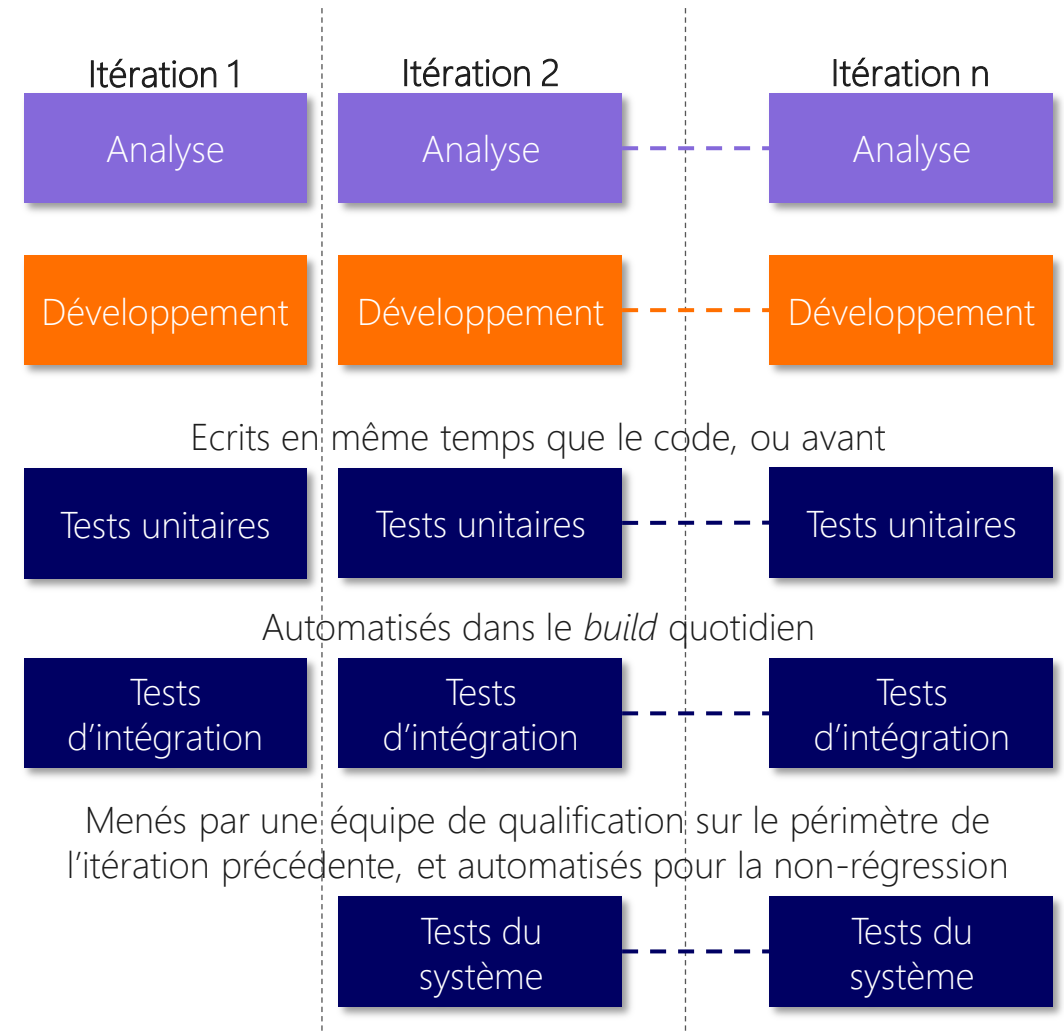 Itération 1
Itération 2
Itération n
Analyse
Analyse
Analyse
Développement
Développement
Développement
Ecrits en même temps que le code, ou avant
Tests unitaires
Tests unitaires
Tests unitaires
Automatisés dans le build quotidien
Tests
d’intégration
Tests
d’intégration
Tests
d’intégration
Menés par une équipe de qualification sur le périmètre de
l’itération précédente, et automatisés pour la non-régression
Tests du
système
Tests du
système